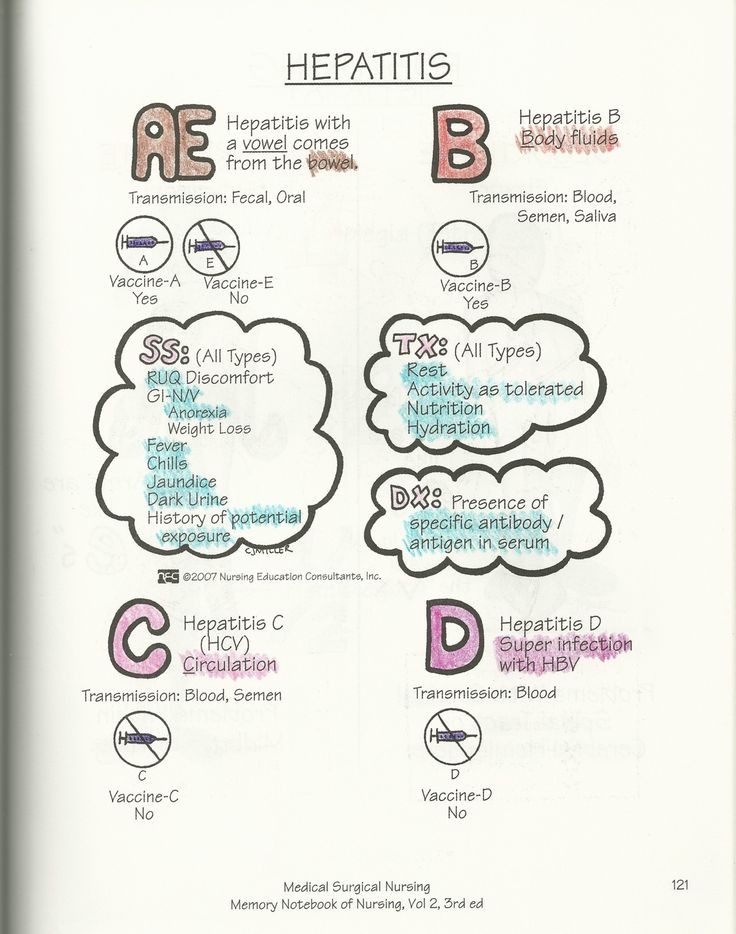 HEPATITIS
AE
Hepatitis with
a vowel comes
from the bowel.
Transmission: Fecal, Oral
A
E
Vaccine-A
Yes
Vaccine-E
No
B
Hepatitis B
Body fluids
Transmission: Blood,
Semen, Saliva
B
Vaccine-B
Yes
SS: (All Types)
RUQ Discomfort
GI-N/V
Anorexia
Weight Loss
Fever
Chills
Jaundice
Dark Urine
History of potential
exposure
CJMILLER
TX: (All Types)
Rest
Activity as tolerated
Nutrition
Hydration
DX: Presence of
specific antibody /
antigen in serum
NEC ©2007 Nursing Education Consultants, Inc.
C
Hepatitis C
(HCV)
Circulation
Transmission: Blood, Semen
C
Vaccine-C
No
D
Hepatitis D
Super infection
with HBV
Transmission: Blood
D
Vaccine-D
No
Medical Surgical Nursing
Memory Notebook of Nursing, Vol 2, 3rd ed
121